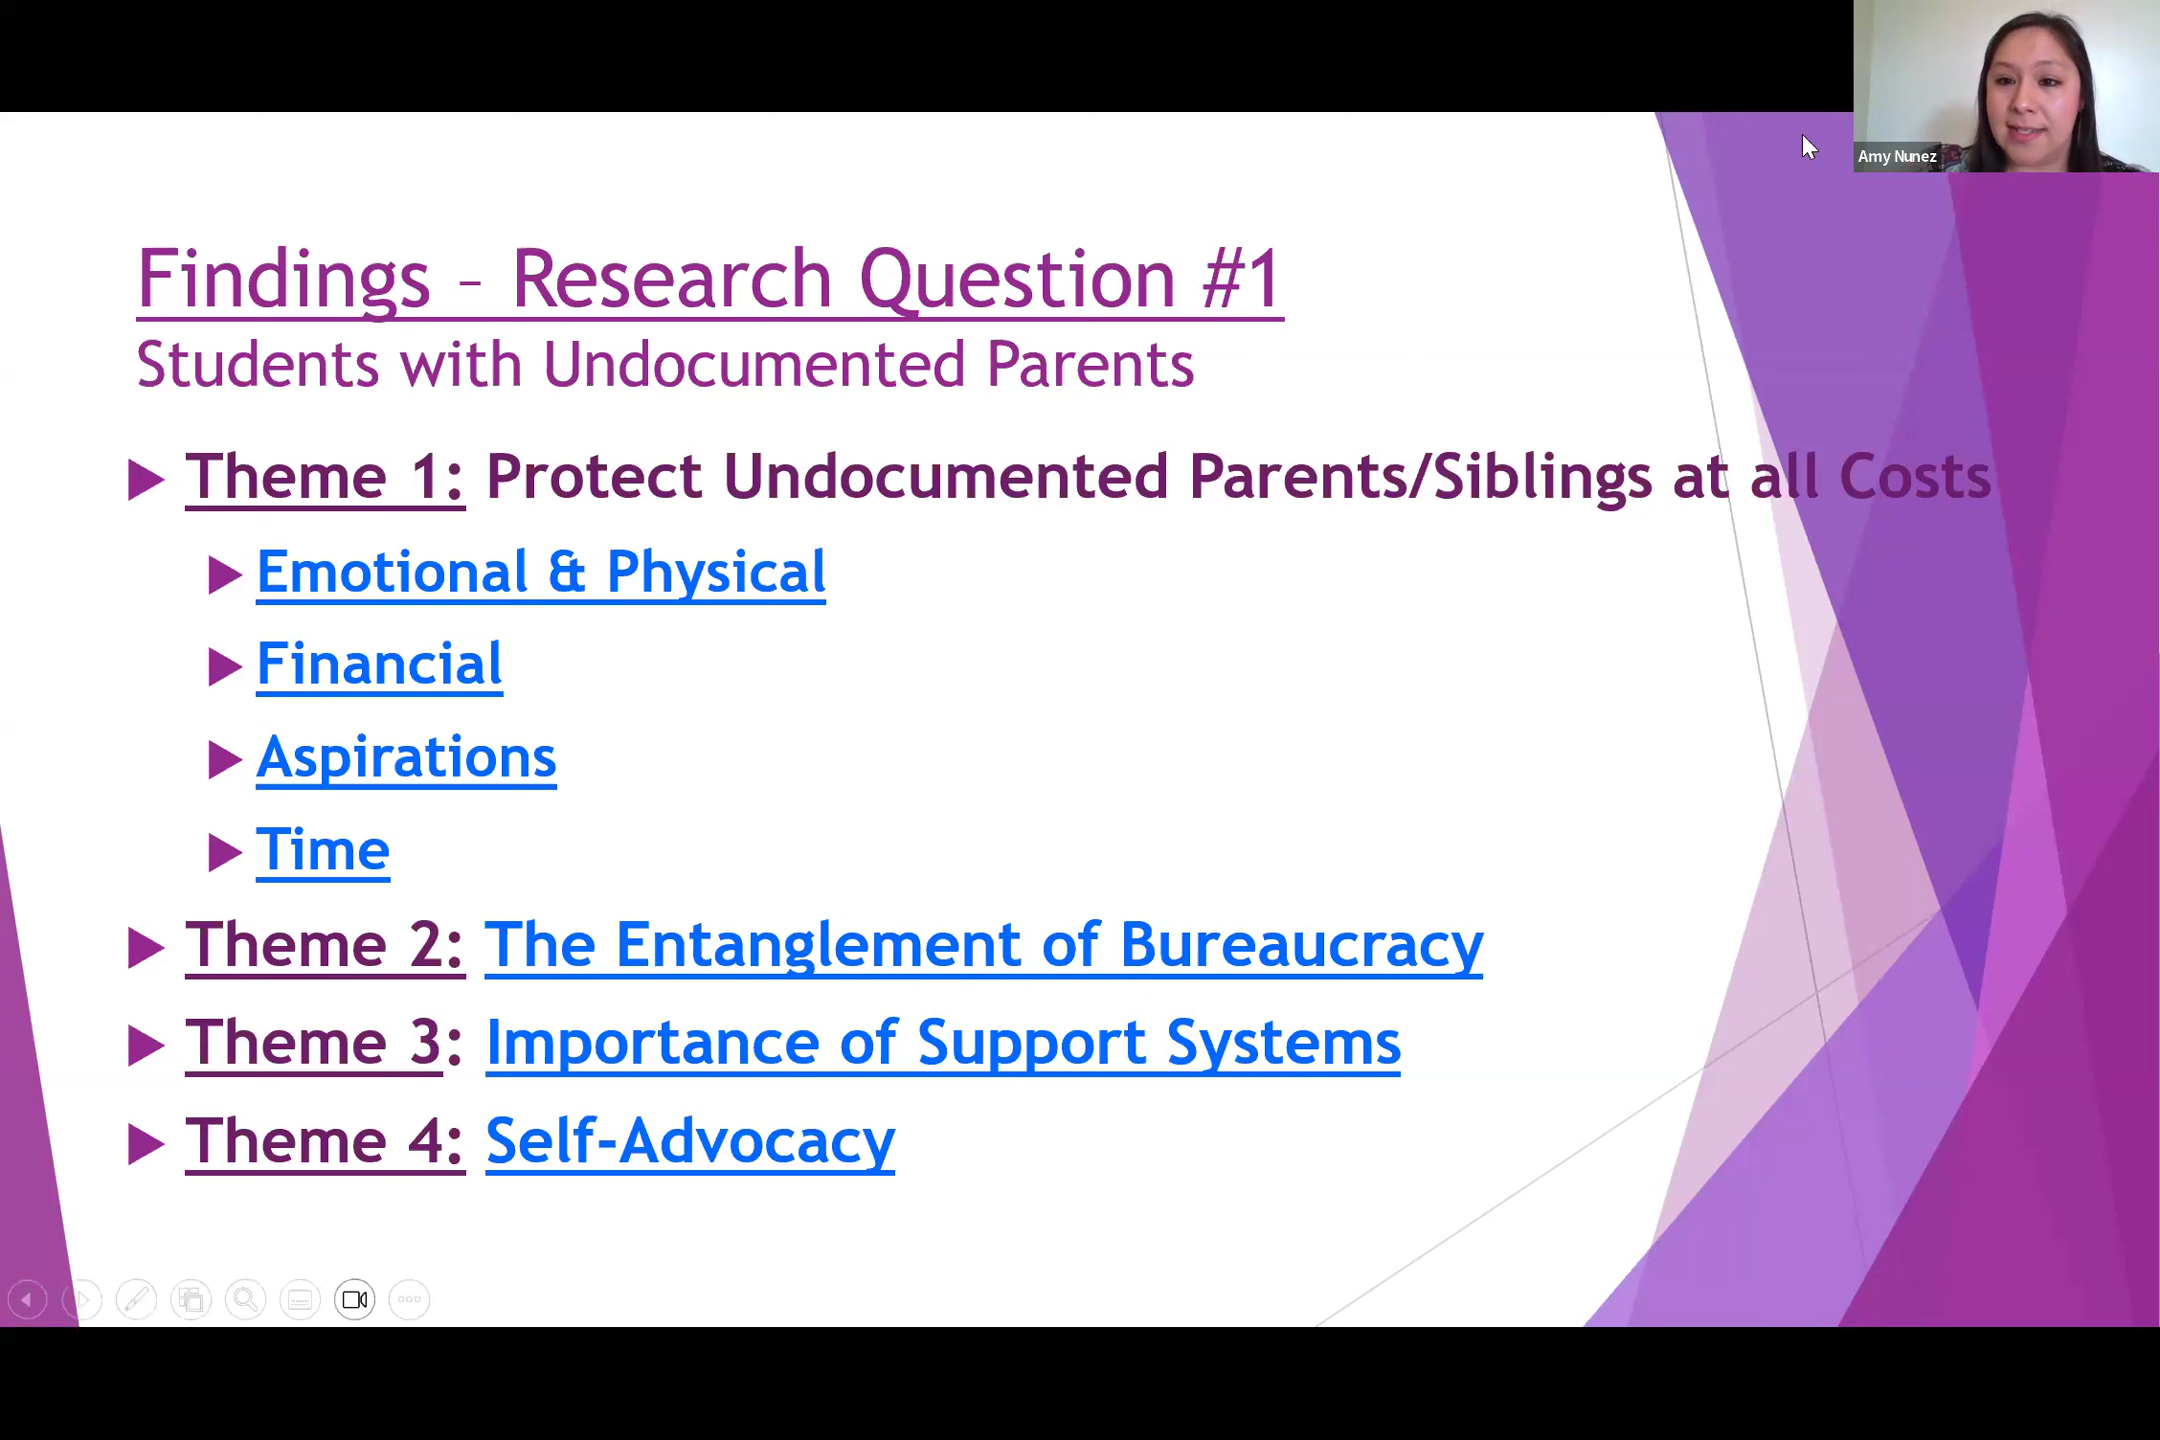 Amy Nunez
Findings – Research Question #1
Students with Undocumented Parents
Theme 1: Protect Undocumented Parents/Siblings at all Costs
Emotional & Physical
Financial
Aspirations
Time
Theme 2: The Entanglement of Bureaucracy
Theme 3: Importance of Support Systems
Theme 4: Self-Advocacy